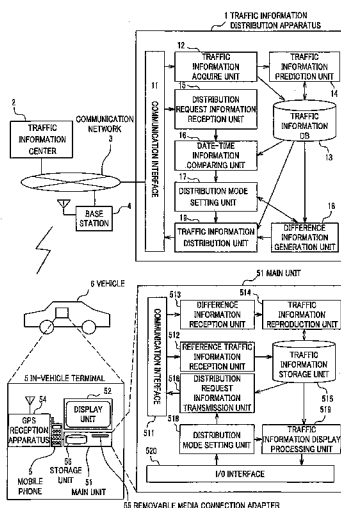 1 TRAFFIC INFORMATION
DISTRIBUTION APPARATUS
12
TRAFFIC
INFORMATION
ACQUIRE UNIT
TRAFFIC
INFORMATION
PREDICTION UNIT
14
11
COMMUNICATION INTERFACE
15
DISTRIBUTION
REQUEST INFORMATION
RECEPTION UNIT
TRAFFIC
INFORMATION
DB
13
16
DATE-TIME
INFORMATION
COMPARING UNIT
17
DISTRIBUTION MODE
SETTING UNIT
19
TRAFFIC INFORMATION
DISTRIBUTION UNIT
18
DIFFERENCE
INFORMATION
GENERATION UNIT
2
TRAFFIC
INFORMATION
CENTER
COMMUNICATION
NETWORK
3
BASE
STATION
4
6 VEHICLE
51 MAIN UNIT
513
DIFFERENCE
INFORMATION
RECEPTION UNIT
514
TRAFFIC
INFORMATION
REPRODUCTION UNIT
COMMUNICATION INTERFACE
511
512
REFERENCE TRAFFIC
INFORMATION
RECEPTION UNIT
TRAFFIC
INFORMATION
STORAGE UNIT
515
516
DISTRIBUTION
REQUEST
INFORMATION
TRANSMISSION UNIT
518
DISTRIBUTION
MODE SETTING UNIT
519
TRAFFIC
INFORMATION DISPLAY
PROCESSING UNIT
520
I/O INTERFACE
5 IN-VEHICLE TERMINAL
54
52
DISPLAY
UNIT
GPS
RECEPTION
APPARATUS
MOBILE
PHONE
56
STORAGE
UNIT
51
MAIN UNIT
55 REMOVABLE MEDIA CONNECTION ADAPTER